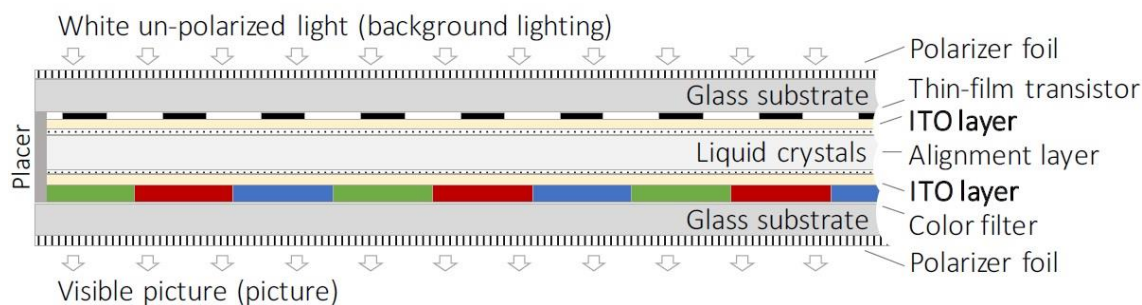 White un-polarized light (background lighting)
Polarizer foil
Glass substrate
Thin-film transistor
ITO layer
Placer
Liquid crystals
Alignment layer
ITO layer
Glass substrate
Color filter
Polarizer foil
Visible picture (picture)